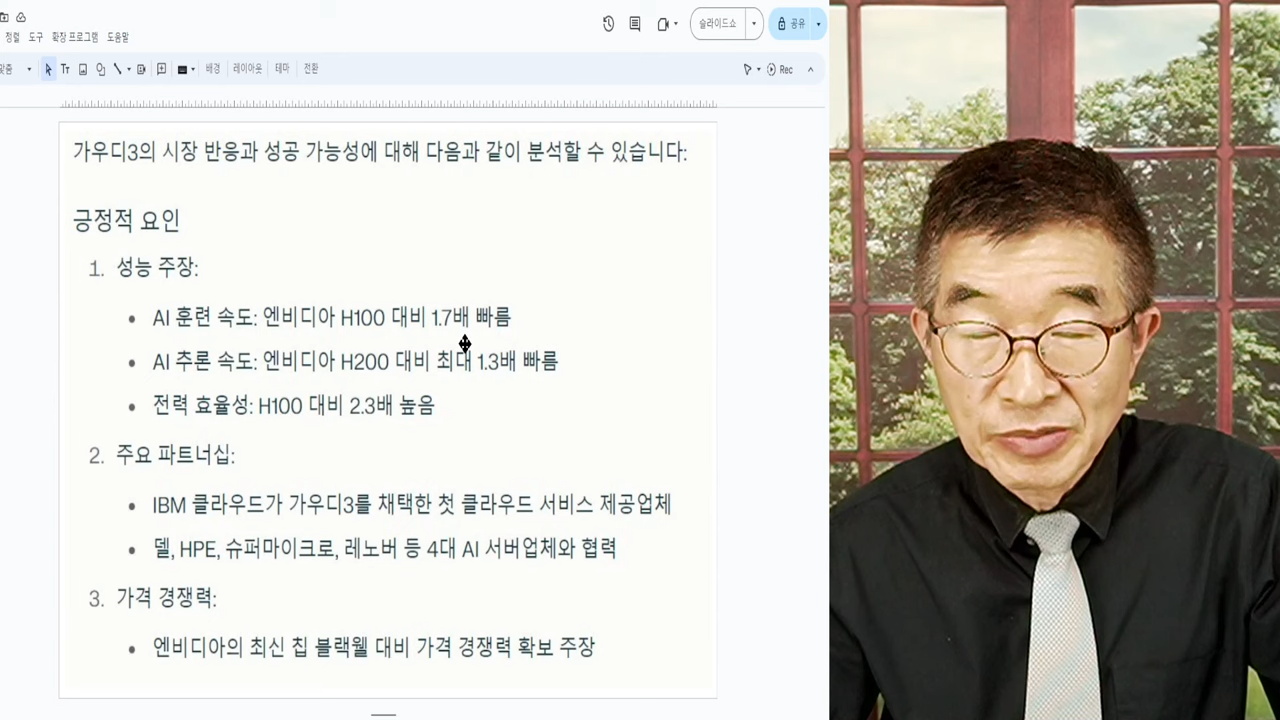 정렬 도구 확장 프로그램 도움말
슬라이드쇼
공유
배경 레이아웃 테마 전환
Rec
가우디3의 시장 반응과 성공 가능성에 대해 다음과 같이 분석할 수 있습니다:
긍정적 요인
1. 성능 주장:
• AI 훈련 속도: 엔비디아 H100 대비 1.7배 빠름
• AI 추론 속도: 엔비디아 H200 대비 최대 1.3배 빠름
• 전력 효율성: H100 대비 2.3배 높음
2. 주요 파트너십:
• IBM 클라우드가 가우디3를 채택한 첫 클라우드 서비스 제공업체
• 델, HPE, 슈퍼마이크로, 레노버 등 4대 AI 서버업체와 협력
3. 가격 경쟁력:
• 엔비디아의 최신 칩 블랙웰 대비 가격 경쟁력 확보 주장